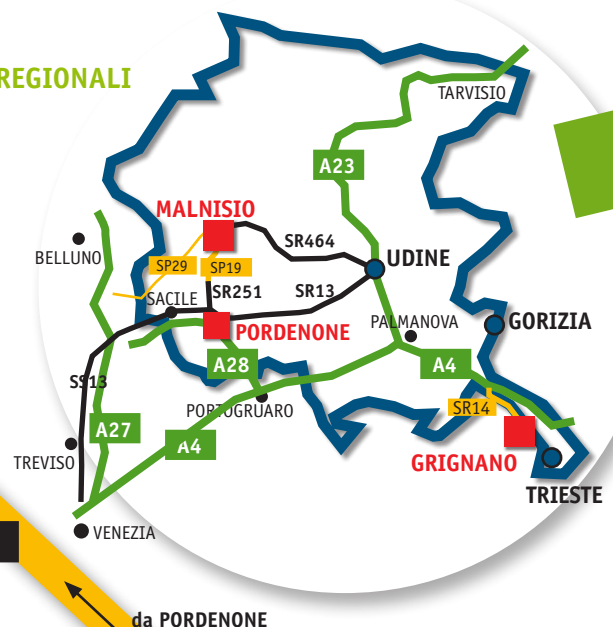 REGIONALI
TARVISIO
A23
MALNISIO
SR464
BELLUNO
UDINE
SP29
SP19
SACILE
SR251
SR13
PORDENONE
PALMANOVA
GORIZIA
A28
A4
SS13
PORTOGRUARO
SR14
A27
A4
TREVISO
GRIGNANO
TRIESTE
VENEZIA
da PORDENONE